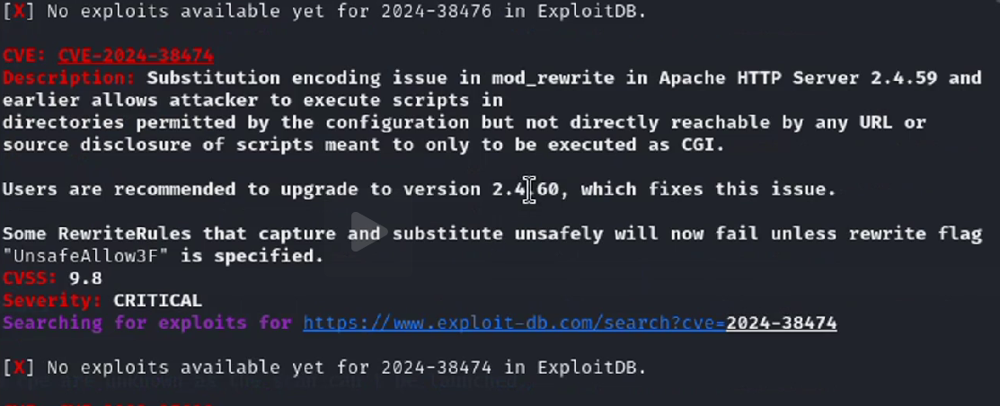 [X] No exploits available yet for 2024-38476 in ExploitDB.
CVE: CVE-2024-38474
Description: Substitution encoding issue in mod_rewrite in Apache HTTP Server 2.4.59 and
earlier allows attacker to execute scripts in
directories permitted by the configuration but not directly reachable by any URL or
source disclosure of scripts meant to only to be executed as CGI.
Users are recommended to upgrade to version 2.4.60, which fixes this issue.
Some RewriteRules that capture and substitute unsafely will now fail unless rewrite flag
"UnsafeAllow3F" is specified.
CVSS: 9.8
Severity: CRITICAL
Searching for exploits for https://www.exploit-db.com/search?cve=2024-38474
[X] No exploits available yet for 2024-38474 in ExploitDB.